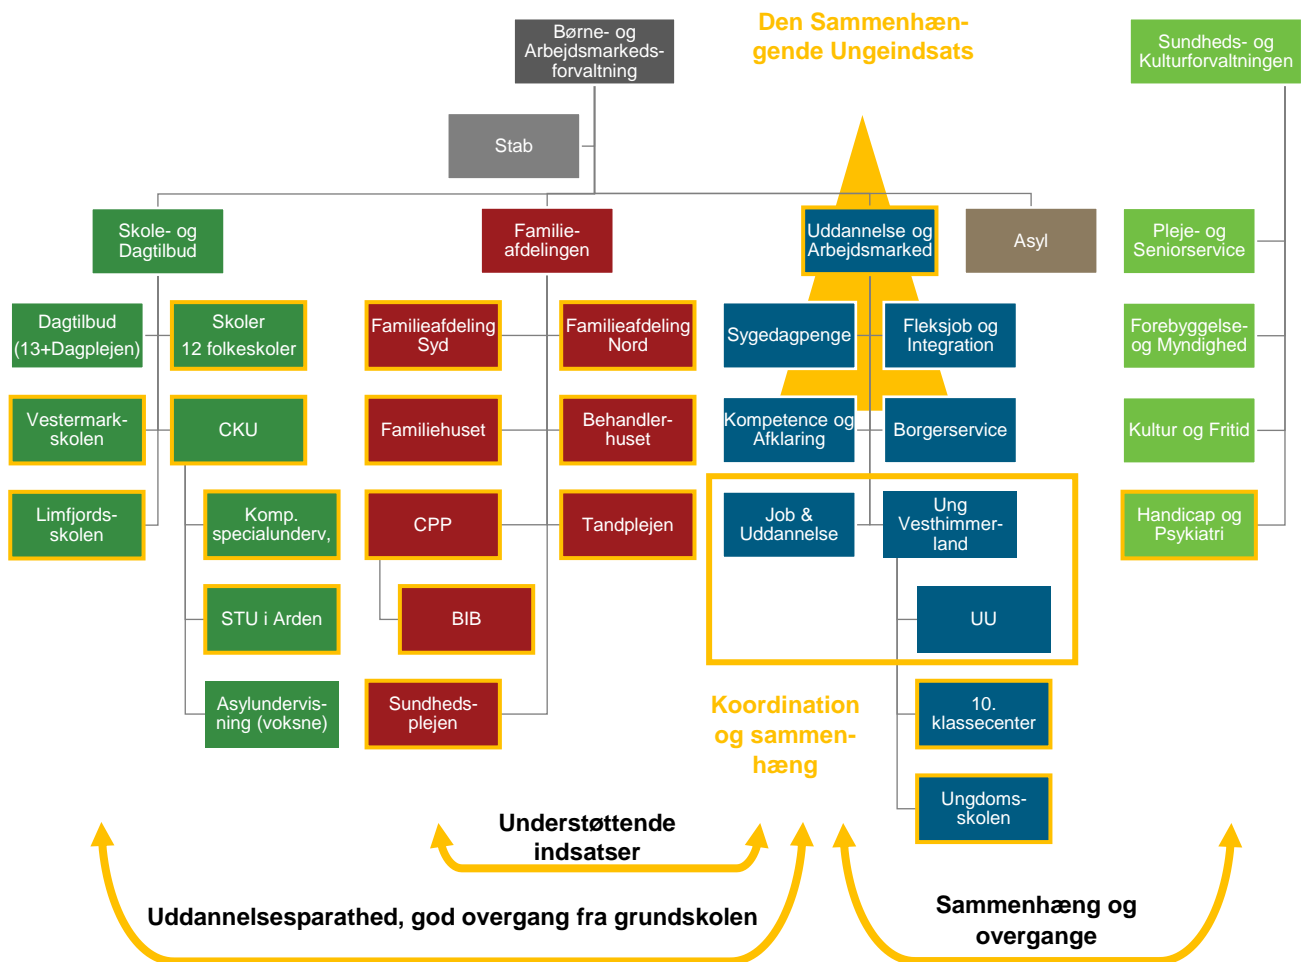 Den Sammenhæn-
gende Ungeindsats
Børne- og
Arbejdsmarkeds-
forvaltning
Sundheds- og
Kulturforvaltningen
Stab
Skole- og
Dagtilbud
Familie-
afdelingen
Uddannelse og
Arbejdsmarked
Asyl
Pleje- og
Seniorservice
Dagtilbud
(13+Dagplejen)
Skoler
12 folkeskoler
Familieafdeling
Syd
Familieafdeling
Nord
Sygedagpenge
Fleksjob og
Integration
Forebyggelse-
og Myndighed
Vestermark-
skolen
CKU
Familiehuset
Behandler-
huset
Kompetence og
Afklaring
Borgerservice
Kultur og Fritid
Limfjords-
skolen
Komp.
specialunderv,
CPP
Tandplejen
Job &
Uddannelse
Ung
Vesthimmer-
land
Handicap og
Psykiatri
STU i Arden
BIB
UU
Asylundervis-
ning (voksne)
Sundheds-
plejen
Koordination
og sammen-
hæng
10.
klassecenter
Ungdoms-
skolen
Understøttende
indsatser
Uddannelsesparathed, god overgang fra grundskolen
Sammenhæng og
overgange